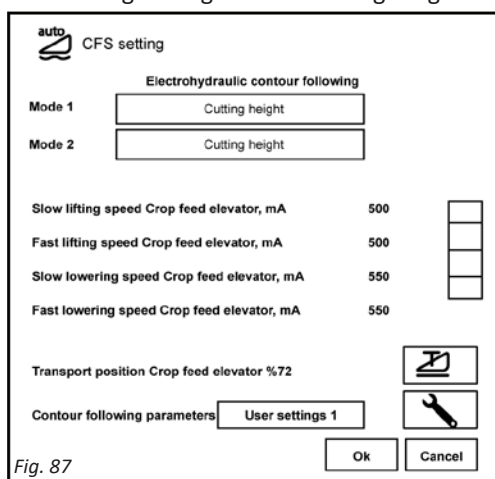 auto
CFS setting
Electrohydraulic contour following
Mode 1 Cutting height
Mode 2 Cutting height
Slow lifting speed Crop feed elevator, mA 500
Fast lifting speed Crop feed elevator, mA 500
Slow lowering speed Crop feed elevator, mA 550
Fast lowering speed Crop feed elevator, mA 550
Transport position Crop feed elevator %72
Contour following parameters User settings 1
Ok Cancel
Fig. 87